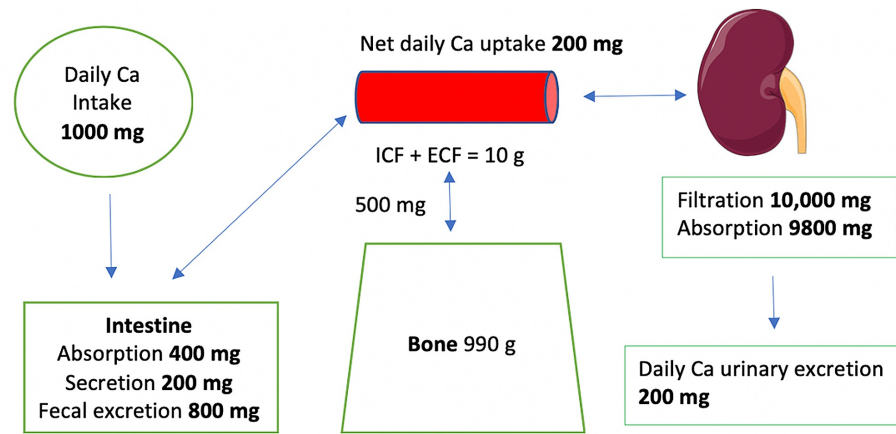 Daily Ca
Intake
1000 mg
Net daily Ca uptake 200 mg
ICF + ECF = 10 g
500 mg
Filtration 10,000 mg
Absorption 9800 mg
Intestine
Absorption 400 mg
Secretion 200 mg
Fecal excretion 800 mg
Bone 990 g
Daily Ca urinary excretion
200 mg